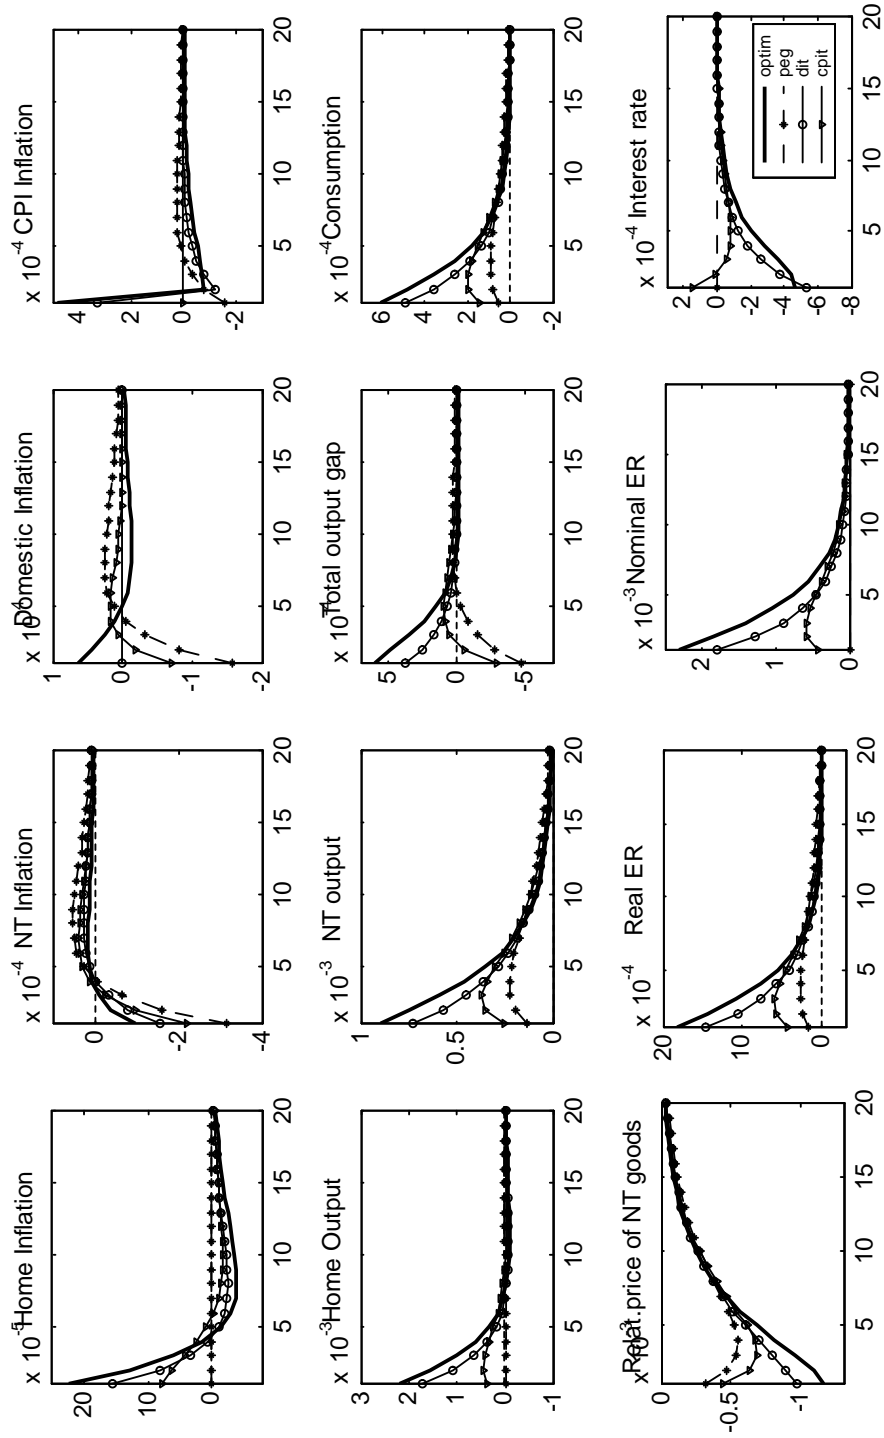 x 10-5 Home Inflation
20
10
0
5 10 15 20
x 10-4 NT Inflation
0
-2
-4
5 10 15 20
x 10-4
Domestic Inflation
1
0
-1
-2
5 10 15 20
x 10-4 CPI Inflation
4
2
0
-2
5 10 15 20
x 10-3 Home Output
2
1
0
-1
5 10 15 20
x 10-3 NT output
1
0.5
0
5 10 15 20
x 10-4
Total output gap
5
0
-5
5 10 15 20
x 10-4 Consumption
6
4
2
0
-2
5 10 15 20
x 10-3
Relat.price of NT goods
0
-0.5
-1
5 10 15 20
x 10-4 Real ER
20
10
0
5 10 15 20
x 10-3 Nominal ER
2
1
0
5 10 15 20
x 10-4 Interest rate
2
0
-2
-4
-6
-8
5 10 15 20
optim
peg
dit
cpit